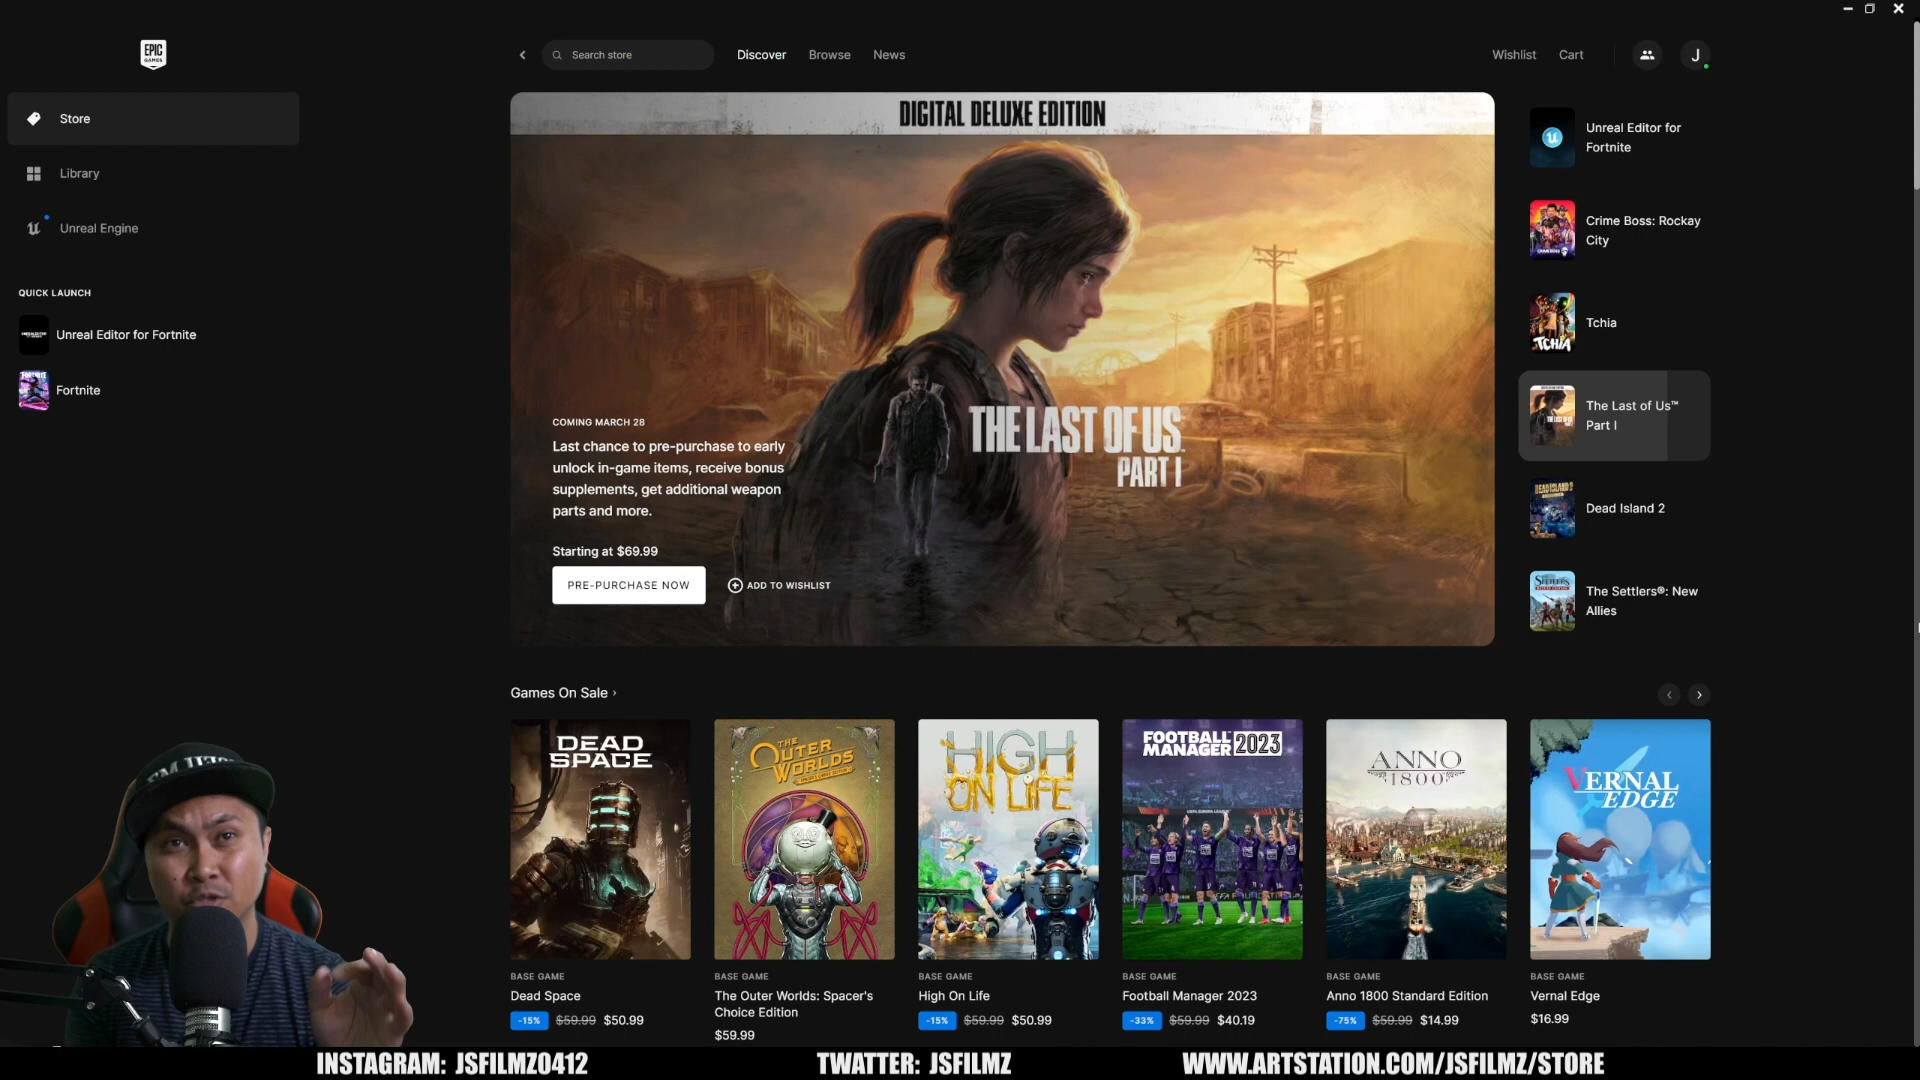 EPIC
GAMES
Search store
Discover
Browse
News
Wishlist
Cart
J
Store
Library
Unreal Engine
QUICK LAUNCH
Unreal Editor for Fortnite
Fortnite
DIGITAL DELUXE EDITION
THE LAST OF US
PART I
COMING MARCH 28
Last chance to pre-purchase to early
unlock in-game items, receive bonus
supplements, get additional weapon
parts and more.
Starting at $69.99
PRE-PURCHASE NOW
ADD TO WISHLIST
Unreal Editor for
Fortnite
Crime Boss: Rockay
City
TCHIA
Tchia
The Last of Us™
Part I
Dead Island 2
The Settlers®: New
Allies
Games On Sale
DEAD
SPACE
THE
OUTER
WORLDS
HIGH
ON LIFE
FOOTBALL
MANAGER 2023
ANNO
1800
VERNAL
EDGE
BASE GAME
Dead Space
-15% $59.99 $50.99
BASE GAME
The Outer Worlds: Spacer's
Choice Edition
$59.99
BASE GAME
High On Life
-15% $59.99 $50.99
BASE GAME
Football Manager 2023
-33% $59.99 $40.19
BASE GAME
Anno 1800 Standard Edition
-75% $59.99 $14.99
BASE GAME
Vernal Edge
$16.99
INSTAGRAM: JSFILMZ0412
TWATTER: JSFILMZ
WWW.ARTSTATION.COM/JSFILMZ/STORE